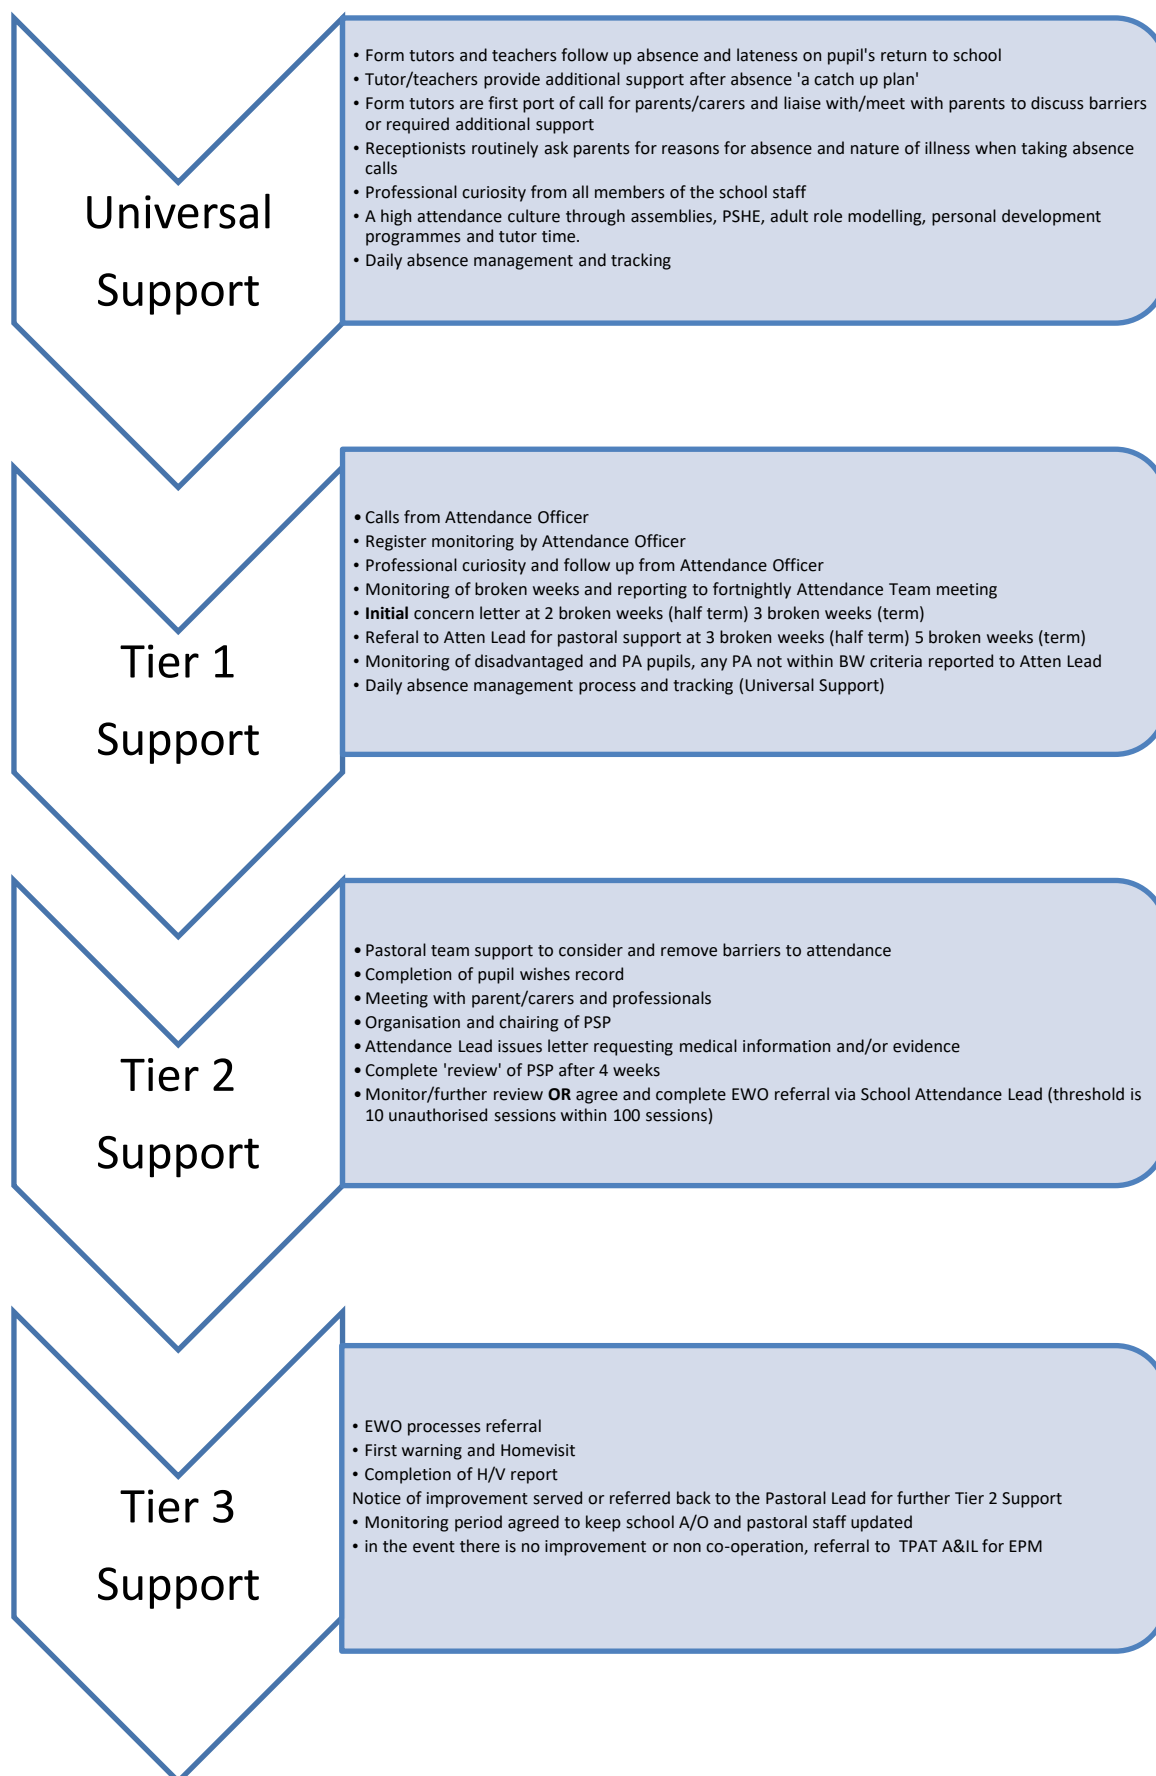 Universal
Support
• Form tutors and teachers follow up absence and lateness on pupil's return to school
• Tutor/teachers provide additional support after absence 'a catch up plan'
• Form tutors are first port of call for parents/carers and liaise with/meet with parents to discuss barriers
or required additional support
• Receptionists routinely ask parents for reasons for absence and nature of illness when taking absence
calls
• Professional curiosity from all members of the school staff
• A high attendance culture through assemblies, PSHE, adult role modelling, personal development
programmes and tutor time.
• Daily absence management and tracking
Tier 1
Support
• Calls from Attendance Officer
• Register monitoring by Attendance Officer
• Professional curiosity and follow up from Attendance Officer
• Monitoring of broken weeks and reporting to fortnightly Attendance Team meeting
• Initial concern letter at 2 broken weeks (half term) 3 broken weeks (term)
• Referal to Atten Lead for pastoral support at 3 broken weeks (half term) 5 broken weeks (term)
• Monitoring of disadvantaged and PA pupils, any PA not within BW criteria reported to Atten Lead
• Daily absence management process and tracking (Universal Support)
Tier 2
Support
• Pastoral team support to consider and remove barriers to attendance
• Completion of pupil wishes record
• Meeting with parent/carers and professionals
• Organisation and chairing of PSP
• Attendance Lead issues letter requesting medical information and/or evidence
• Complete 'review' of PSP after 4 weeks
• Monitor/further review OR agree and complete EWO referral via School Attendance Lead (threshold is
10 unauthorised sessions within 100 sessions)
Tier 3
Support
• EWO processes referral
• First warning and Homevisit
• Completion of H/V report
Notice of improvement served or referred back to the Pastoral Lead for further Tier 2 Support
• Monitoring period agreed to keep school A/O and pastoral staff updated
• in the event there is no improvement or non co-operation, referral to TPAT A&IL for EPM